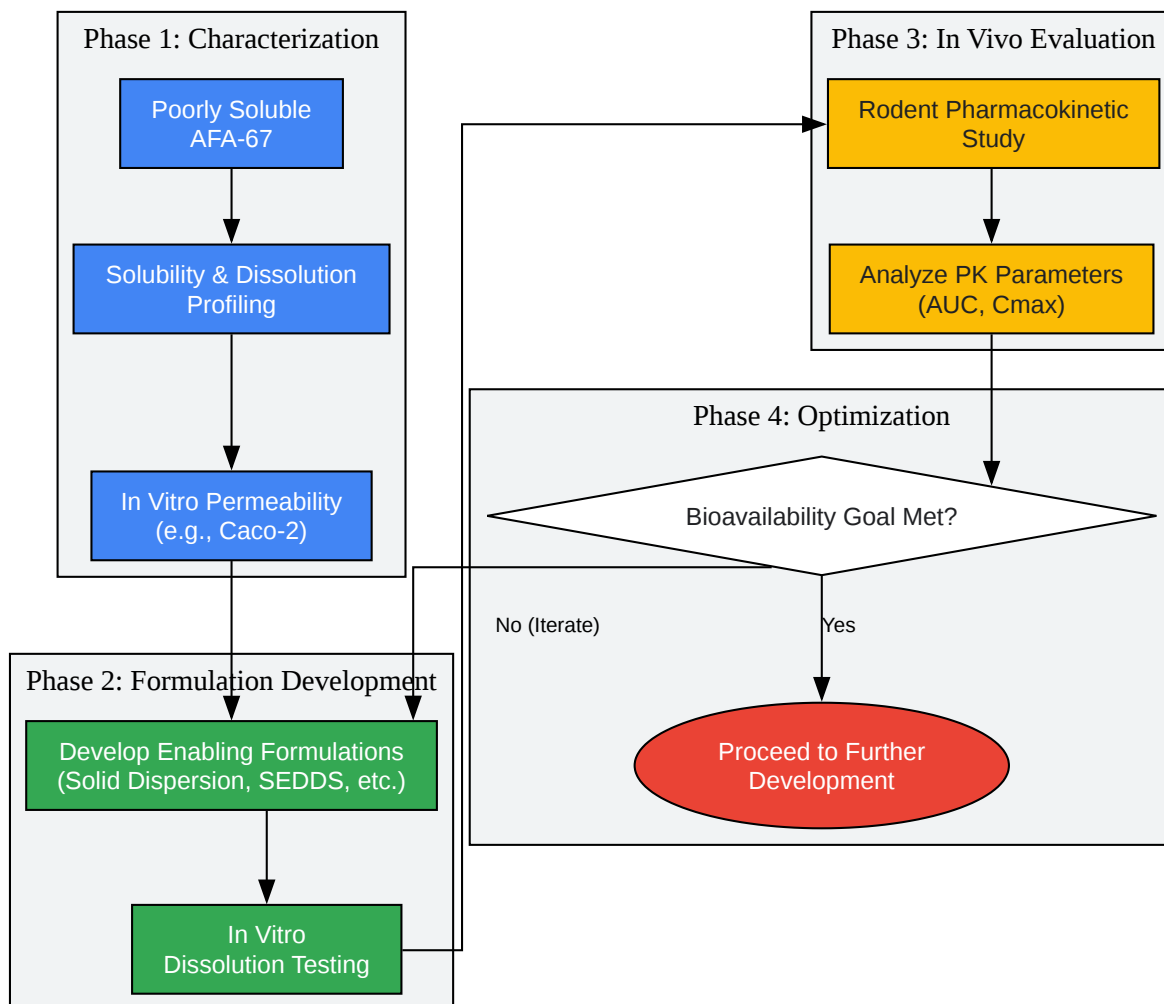 Phase 1: Characterization
Poorly Soluble
AFA-67
Solubility & Dissolution
Profiling
In Vitro Permeability
(e.g., Caco-2)
Phase 2: Formulation Development
Develop Enabling Formulations
(Solid Dispersion, SEDDS, etc.)
In Vitro
Dissolution Testing
Phase 3: In Vivo Evaluation
Rodent Pharmacokinetic
Study
Analyze PK Parameters
(AUC, Cmax)
Phase 4: Optimization
Bioavailability Goal Met?
No (Iterate)
Yes
Proceed to Further
Development